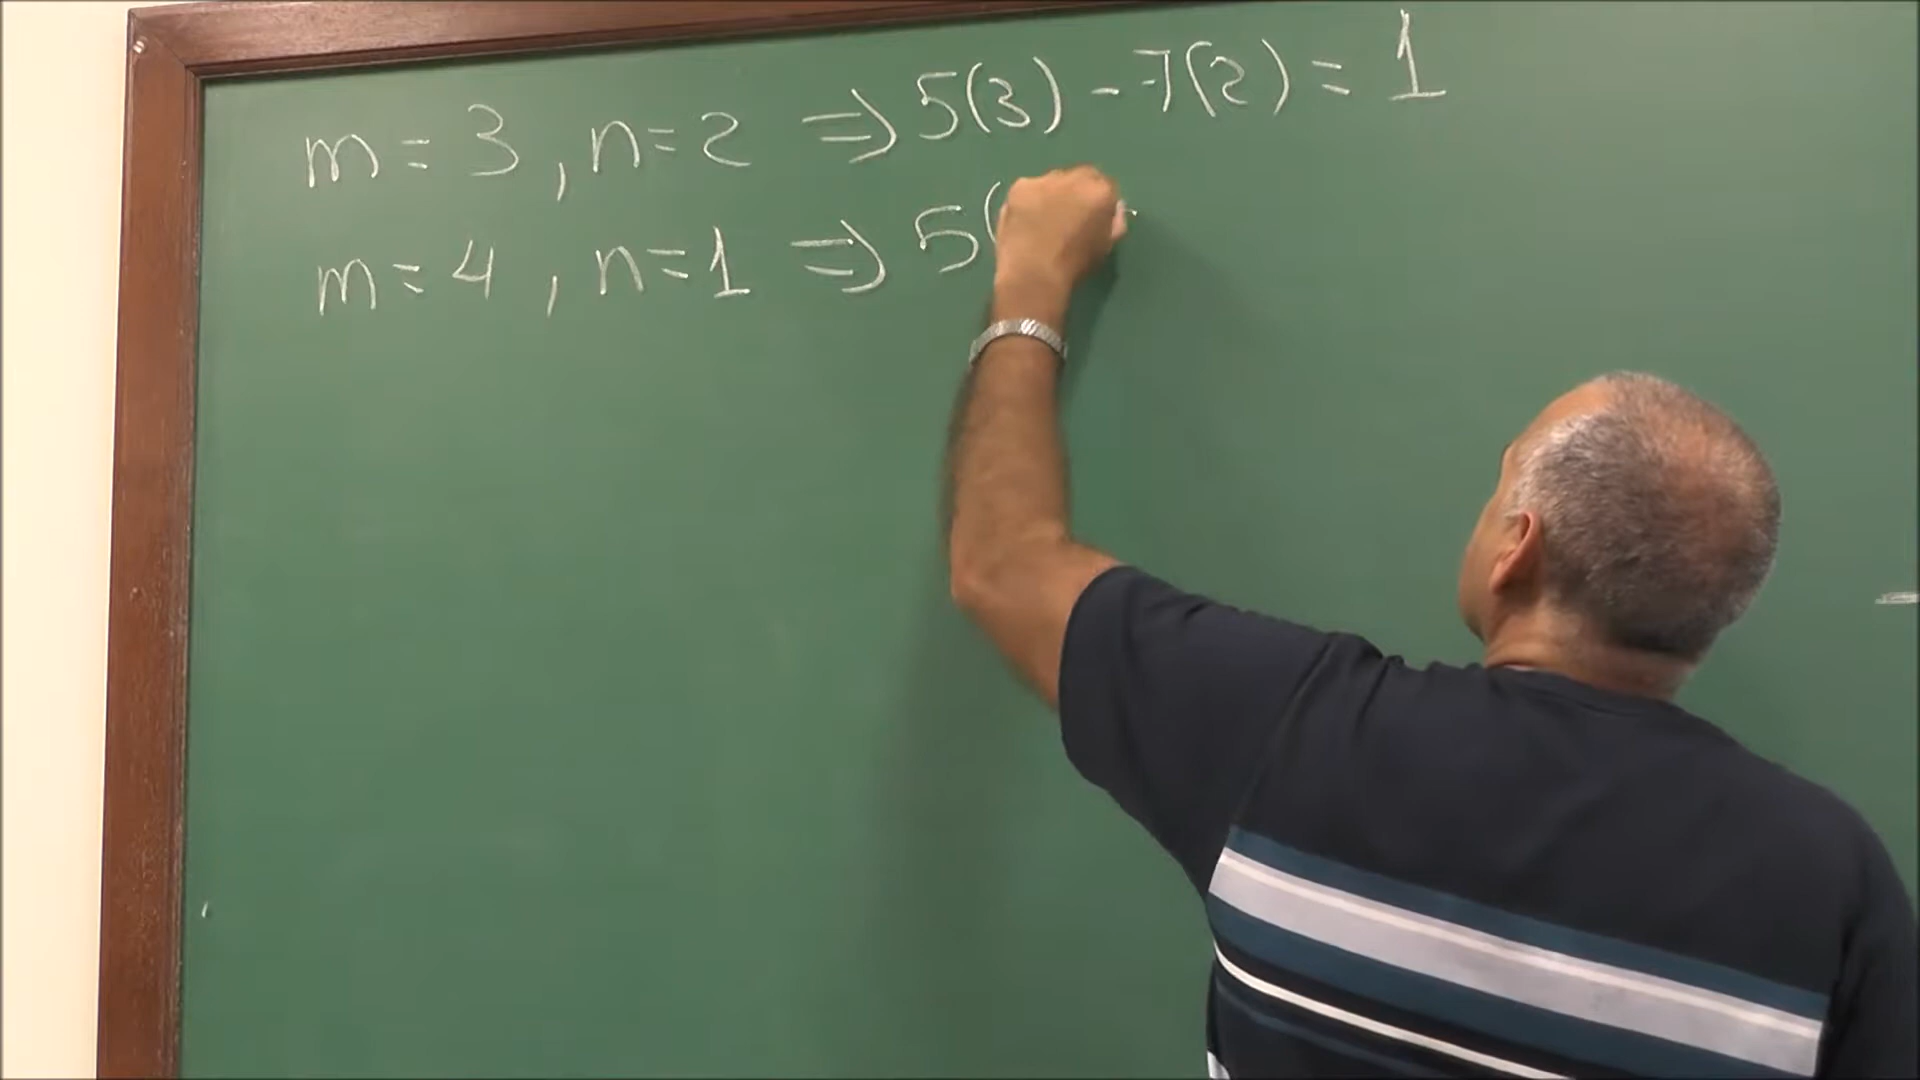 m = 3 , n = 2 ⇒ 5(3) - 7(2) = 1
m = 4 , n = 1 ⇒ 5(